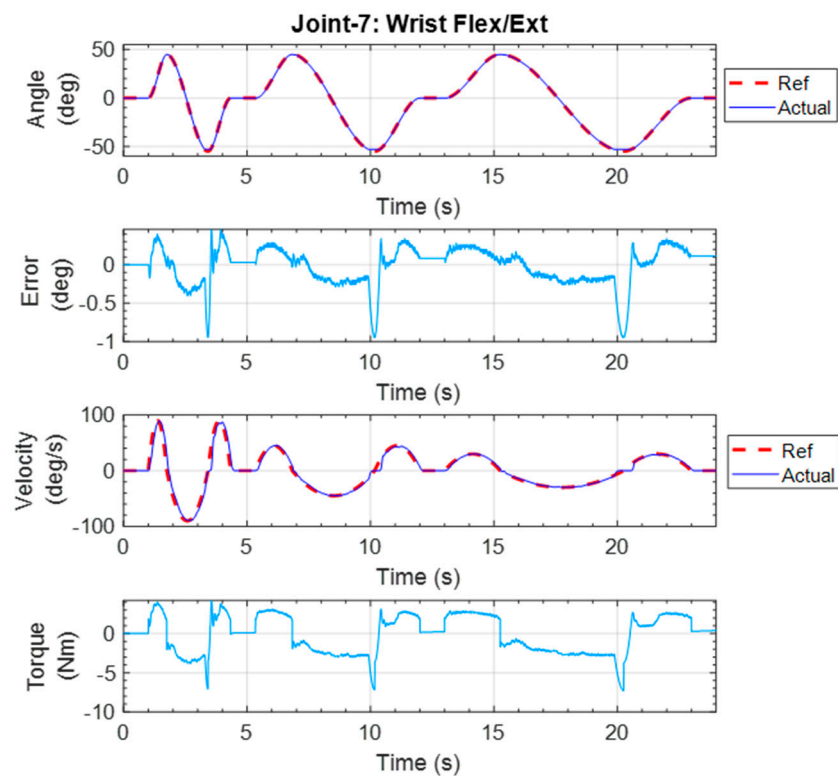 Joint-7: Wrist Flex/Ext
Angle
(deg)
50
0
-50
0 5 10 15 20
Time (s)
Ref
Actual
Error
(deg)
0
-0.5
-1
0 5 10 15 20
Time (s)
Velocity
(deg/s)
100
0
-100
0 5 10 15 20
Time (s)
Ref
Actual
Torque
(Nm)
0
-5
-10
0 5 10 15 20
Time (s)